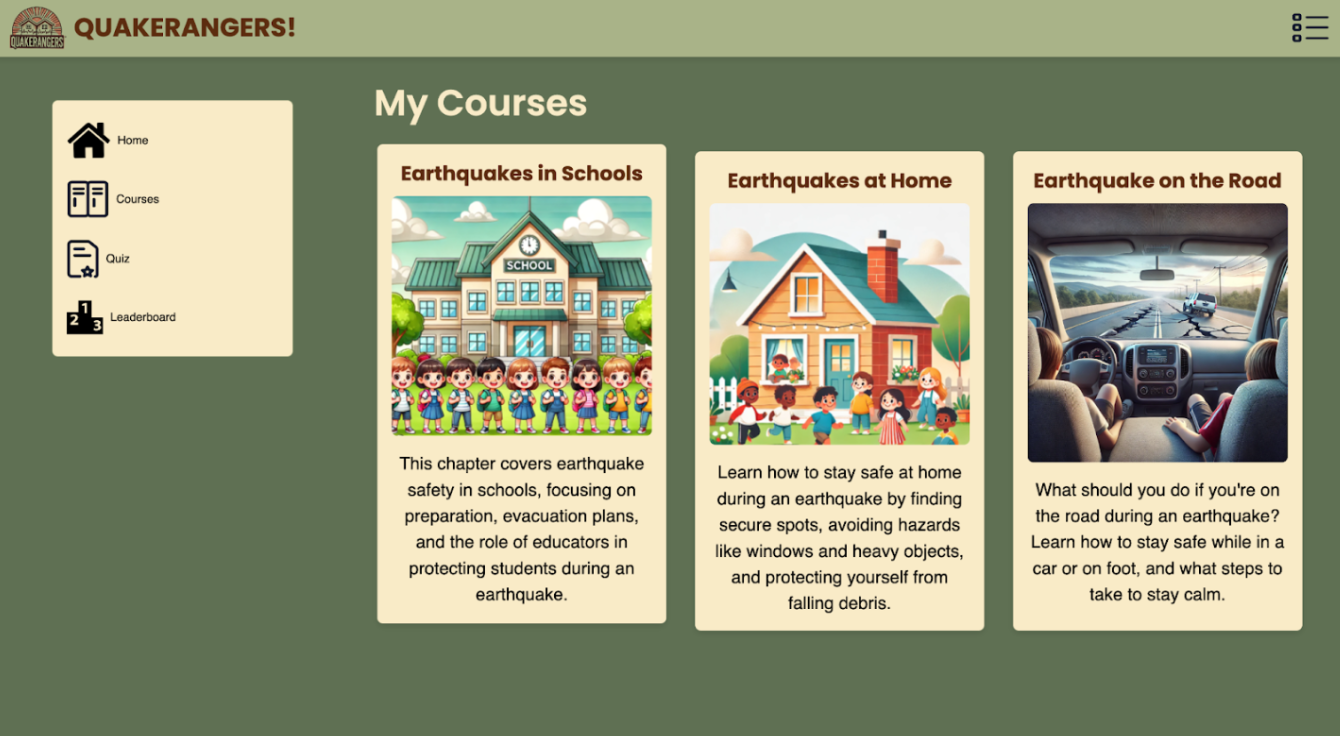 QUAKERANGERS
QUAKERANGERS!
Home
Courses
Quiz
1
2
3
Leaderboard
My Courses
Earthquakes in Schools
SCHOOL
This chapter covers earthquake
safety in schools, focusing on
preparation, evacuation plans,
and the role of educators in
protecting students during an
earthquake.
Earthquakes at Home
Learn how to stay safe at home
during an earthquake by finding
secure spots, avoiding hazards
like windows and heavy objects,
and protecting yourself from
falling debris.
Earthquake on the Road
What should you do if you're on
the road during an earthquake?
Learn how to stay safe while in a
car or on foot, and what steps to
take to stay calm.